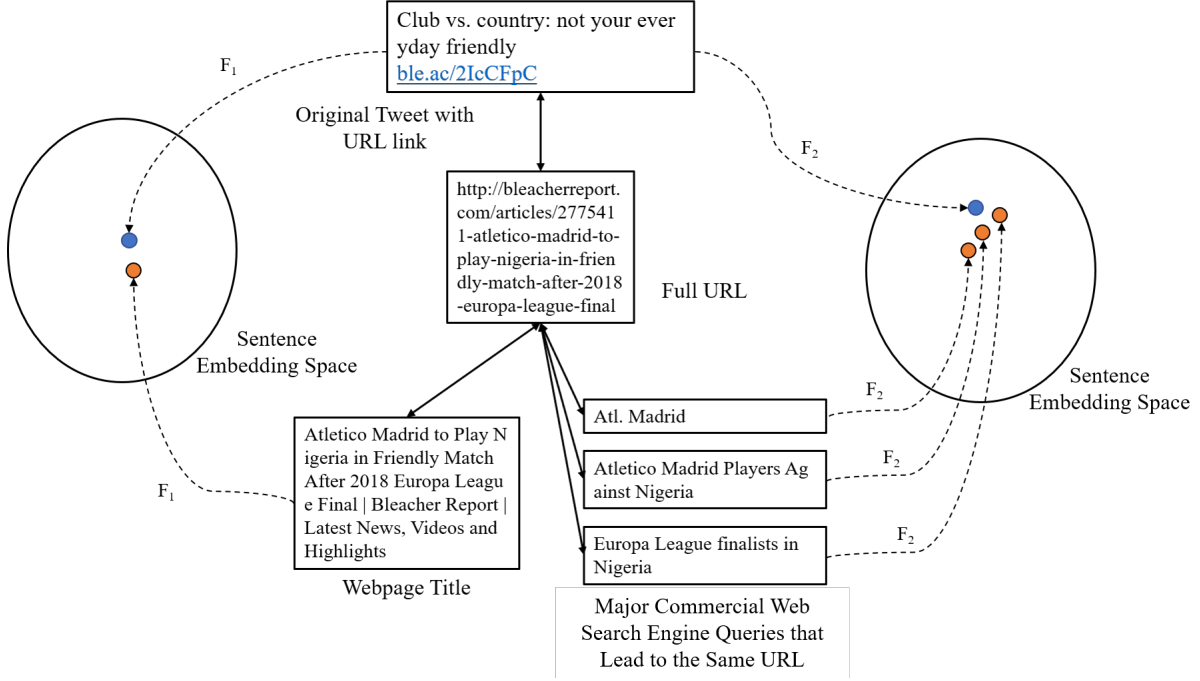 Club vs. country: not your ever
yday friendly
ble.ac/2IcCFpC
F1
Original Tweet with
URL link
F2
http://bleacherreport.
com/articles/277541
1-atletico-madrid-to-
play-nigeria-in-frien
dly-match-after-2018
-europa-league-final
Full URL
Sentence
Embedding Space
Sentence
Embedding Space
F2
Atl. Madrid
Atletico Madrid to Play N
igeria in Friendly Match
After 2018 Europa Leagu
e Final | Bleacher Report |
Latest News, Videos and
Highlights
F1
Webpage Title
Atletico Madrid Players Ag
ainst Nigeria
F2
Europa League finalists in
Nigeria
F2
Major Commercial Web
Search Engine Queries that
Lead to the Same URL